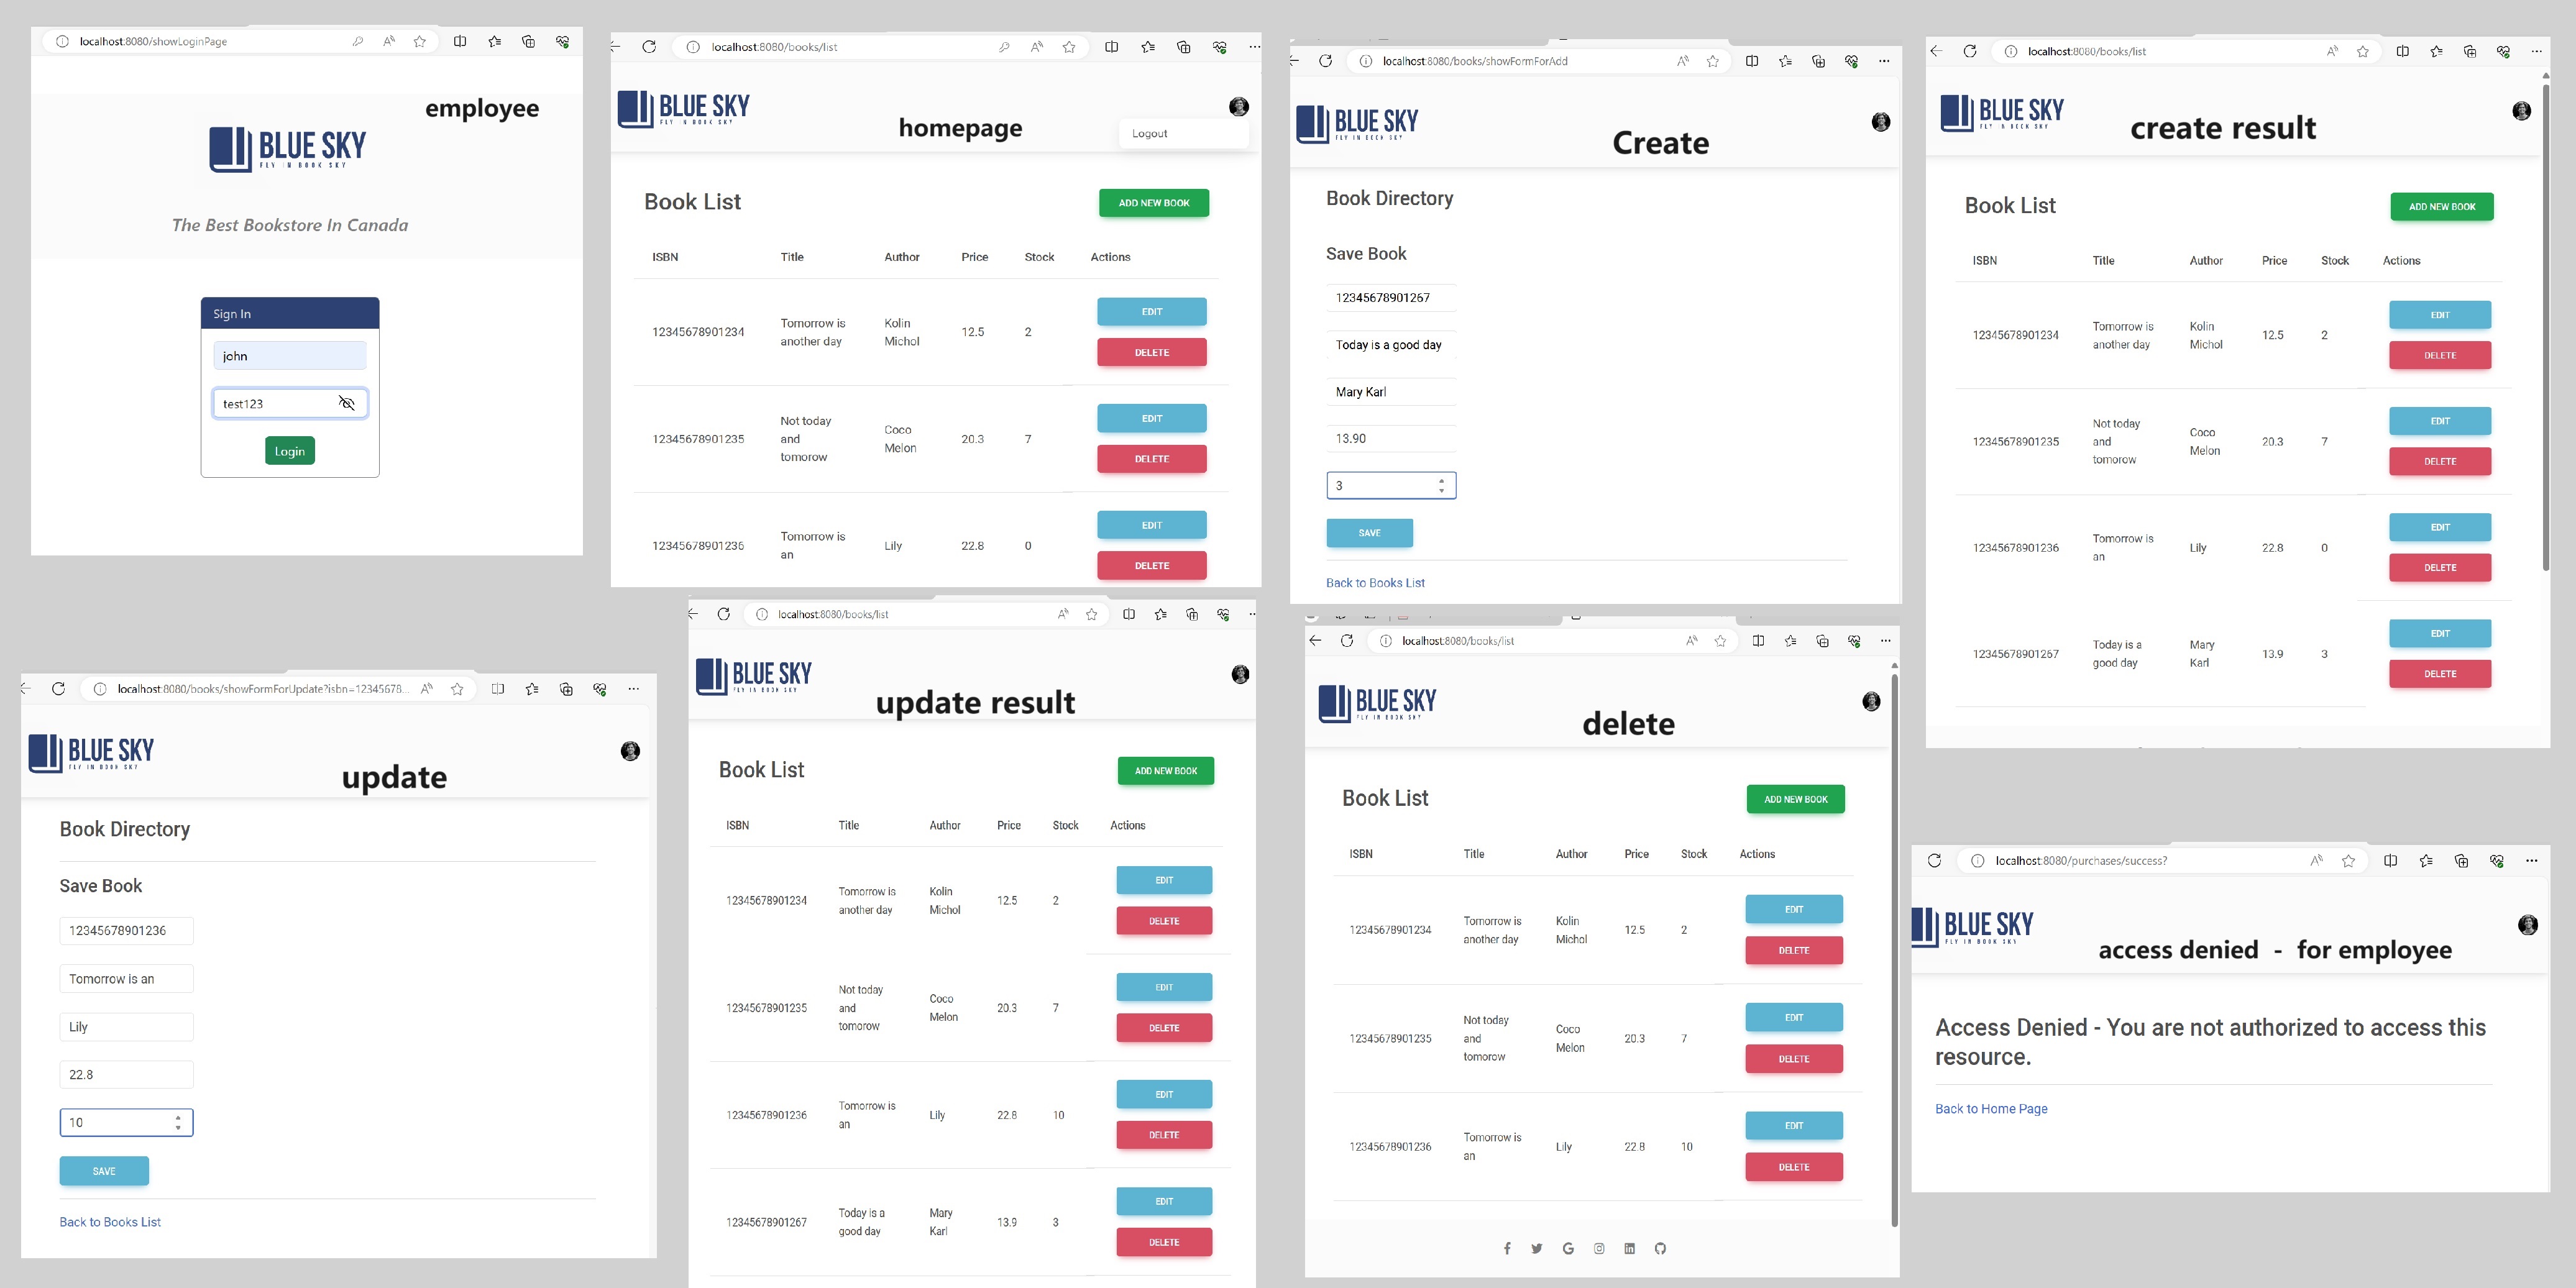 localhost:8080/showLoginPage
employee
BLUE SKY
FLY IN BOOK SKY
The Best Bookstore In Canada
Sign In
john
test123
Login
localhost:8080/books/list
BLUE SKY
FLY IN BOOK SKY
homepage
Logout
Book List
ADD NEW BOOK
ISBN Title Author Price Stock Actions
EDIT
12345678901234 Tomorrow is another day Kolin Michol 12.5 2
DELETE
EDIT
12345678901235 Not today and tomorow Coco Melon 20.3 7
DELETE
EDIT
12345678901236 Tomorrow is an Lily 22.8 0
DELETE
localhost:8080/books/showFormForAdd
BLUE SKY
FLY IN BOOK SKY
Create
Book Directory
Save Book
12345678901267
Today is a good day
Mary Karl
13.90
3
SAVE
Back to Books List
localhost:8080/books/list
BLUE SKY
FLY IN BOOK SKY
create result
Book List
ADD NEW BOOK
ISBN Title Author Price Stock Actions
EDIT
12345678901234 Tomorrow is another day Kolin Michol 12.5 2
DELETE
EDIT
12345678901235 Not today and tomorow Coco Melon 20.3 7
DELETE
EDIT
12345678901236 Tomorrow is an Lily 22.8 0
DELETE
EDIT
12345678901267 Today is a good day Mary Karl 13.9 3
DELETE
localhost:8080/books/showFormForUpdate?isbn=12345678...
BLUE SKY
FLY IN BOOK SKY
update
Book Directory
Save Book
12345678901236
Tomorrow is an
Lily
22.8
10
SAVE
Back to Books List
localhost:8080/books/list
BLUE SKY
FLY IN BOOK SKY
update result
Book List
ADD NEW BOOK
ISBN Title Author Price Stock Actions
EDIT
12345678901234 Tomorrow is another day Kolin Michol 12.5 2
DELETE
EDIT
12345678901235 Not today and tomorow Coco Melon 20.3 7
DELETE
EDIT
12345678901236 Tomorrow is an Lily 22.8 10
DELETE
EDIT
12345678901267 Today is a good day Mary Karl 13.9 3
DELETE
localhost:8080/books/list
BLUE SKY
FLY IN BOOK SKY
delete
Book List
ADD NEW BOOK
ISBN Title Author Price Stock Actions
EDIT
12345678901234 Tomorrow is another day Kolin Michol 12.5 2
DELETE
EDIT
12345678901235 Not today and tomorow Coco Melon 20.3 7
DELETE
EDIT
12345678901236 Tomorrow is an Lily 22.8 10
DELETE
localhost:8080/purchases/success?
BLUE SKY
FLY IN BOOK SKY
access denied - for employee
Access Denied - You are not authorized to access this
resource.
Back to Home Page